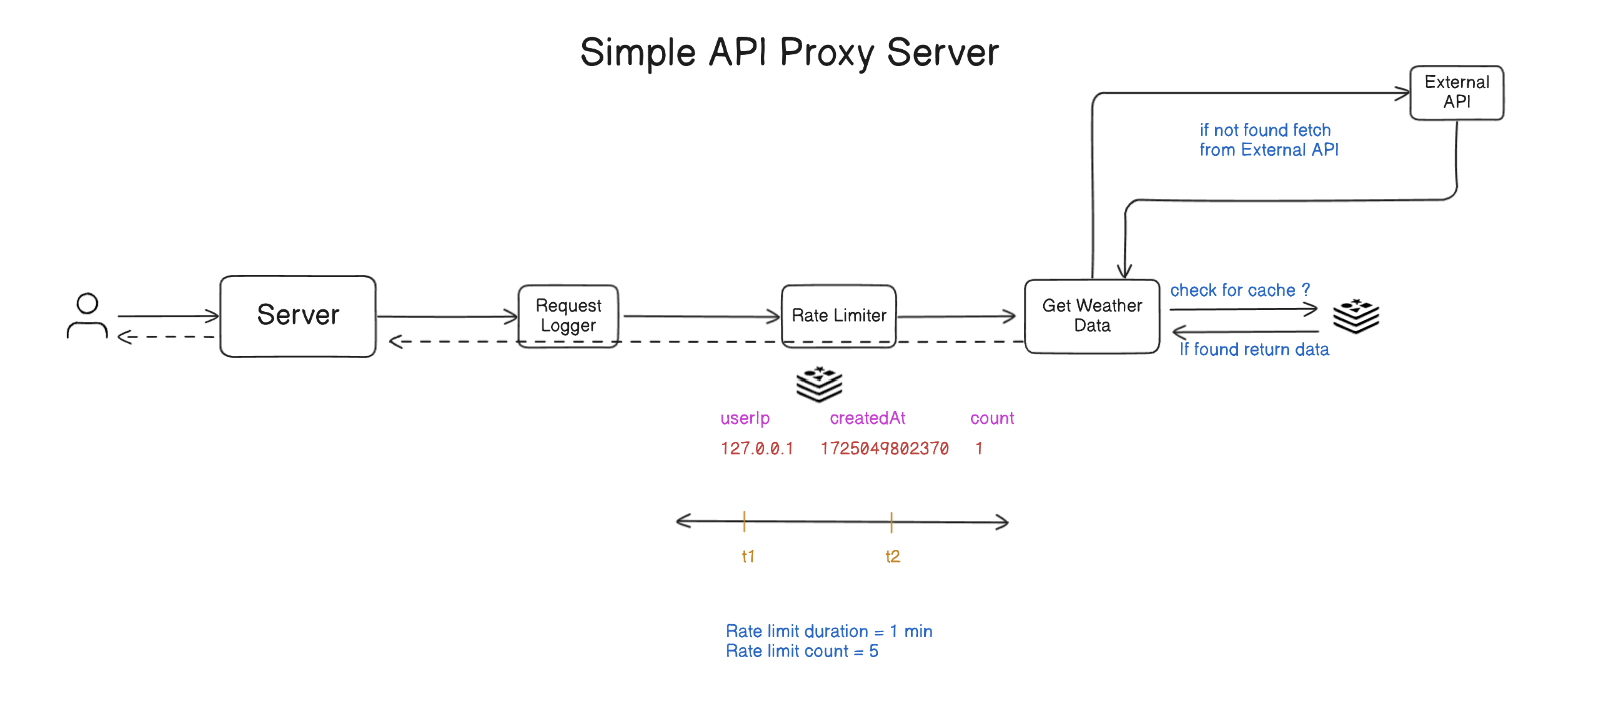 Simple API Proxy Server
External
API
if not found fetch
from External API
Server
Request
Logger
Rate Limiter
Get Weather
Data
check for cache ?
If found return data
userIp createdAt count
127.0.0.1 1725049802370 1
t1 t2
Rate limit duration = 1 min
Rate limit count = 5